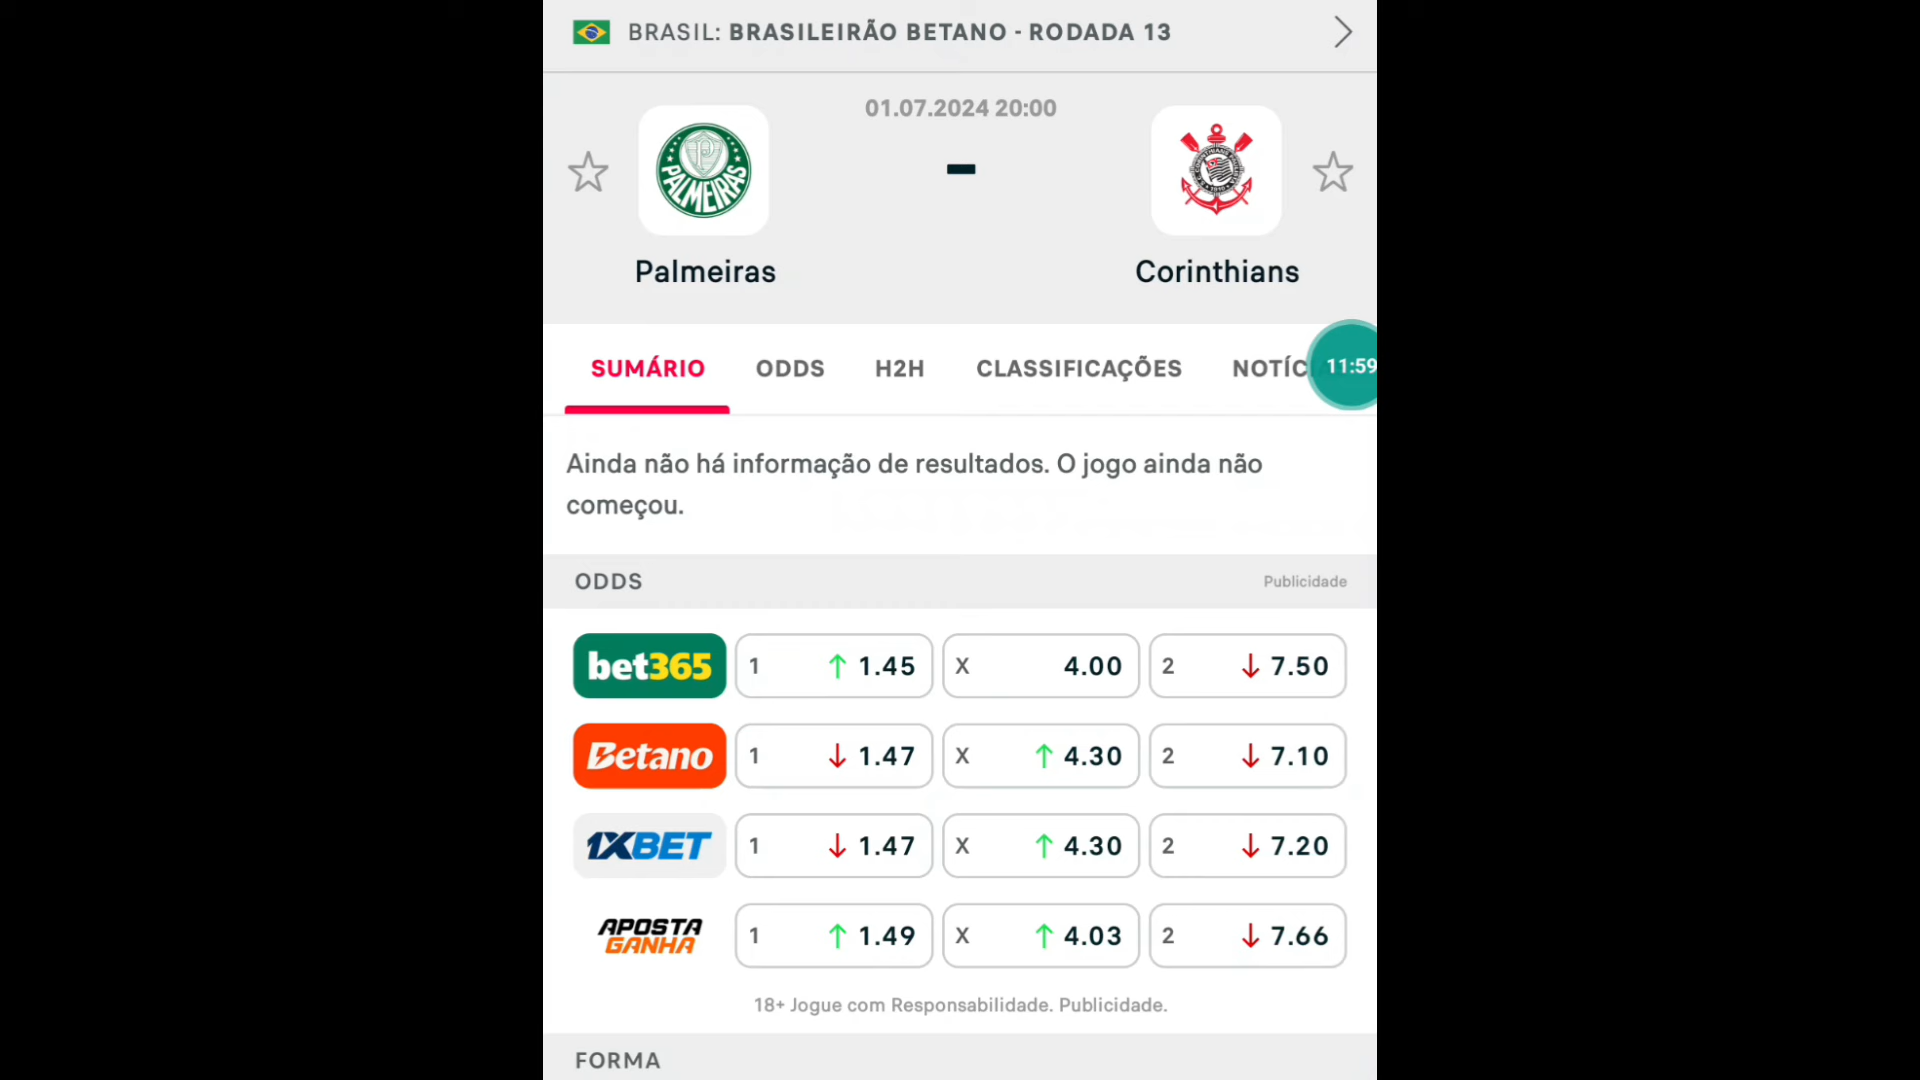 BRASIL: BRASILEIRÃO BETANO - RODADA 13
01.07.2024 20:00
PALMEIRAS
-
Palmeiras
Corinthians
SUMÁRIO ODDS H2H CLASSIFICAÇÕES NOTÍC
11:59
Ainda não há informação de resultados. O jogo ainda não
começou.
ODDS Publicidade
bet365 1 1.45 X 4.00 2 7.50
Betano 1 1.47 X 4.30 2 7.10
1XBET 1 1.47 X 4.30 2 7.20
APOSTA
GANHA 1 1.49 X 4.03 2 7.66
18+ Jogue com Responsabilidade. Publicidade.
FORMA